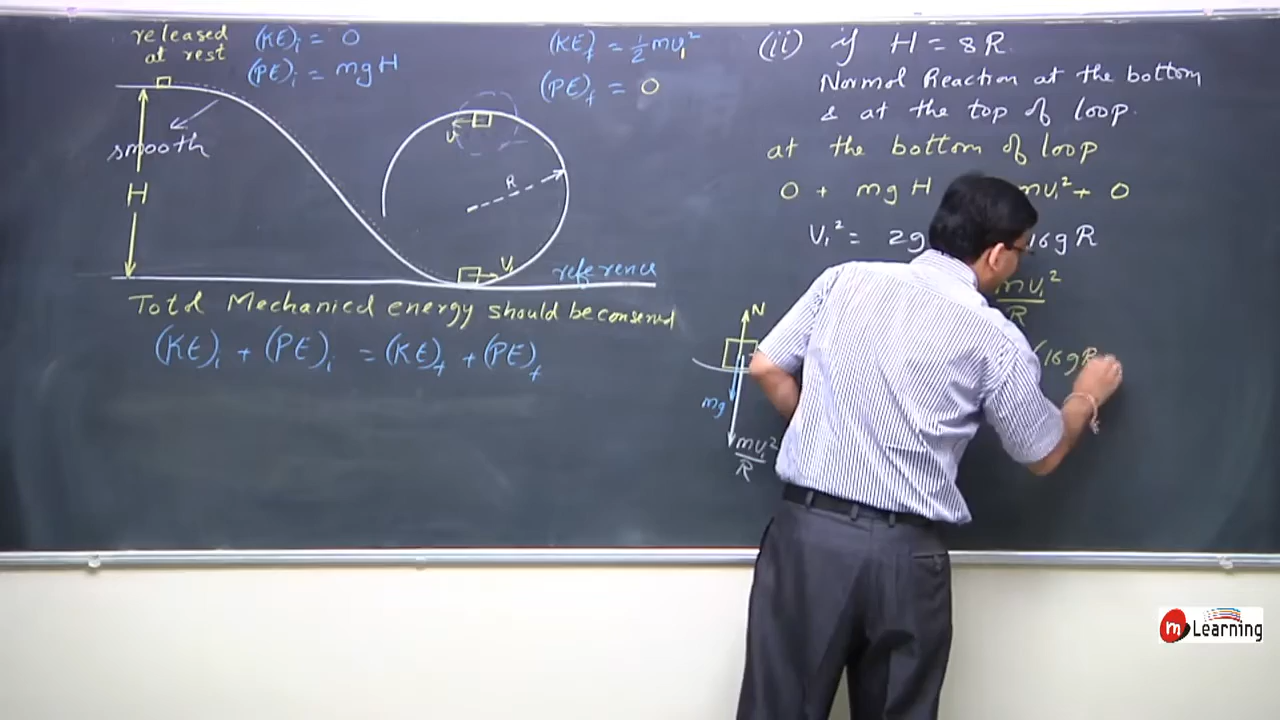 released
at rest
(KE)i = 0
(PE)i = mgH
(KE)f = 1/2 mv₁²
(PE)f = 0
smooth
H
v
R
V₁
reference
Total Mechanical energy should be conserved
(KE)i + (PE)i = (KE)f + (PE)f
(ii) if H = 8R.
Normal Reaction at the bottom
& at the top of loop.
at the bottom of loop
0 + mgH mv₁² + 0
V₁² = 2g 16gR
N
mg
mv₁²/R
mv₁²/R
(16gR
m Learning